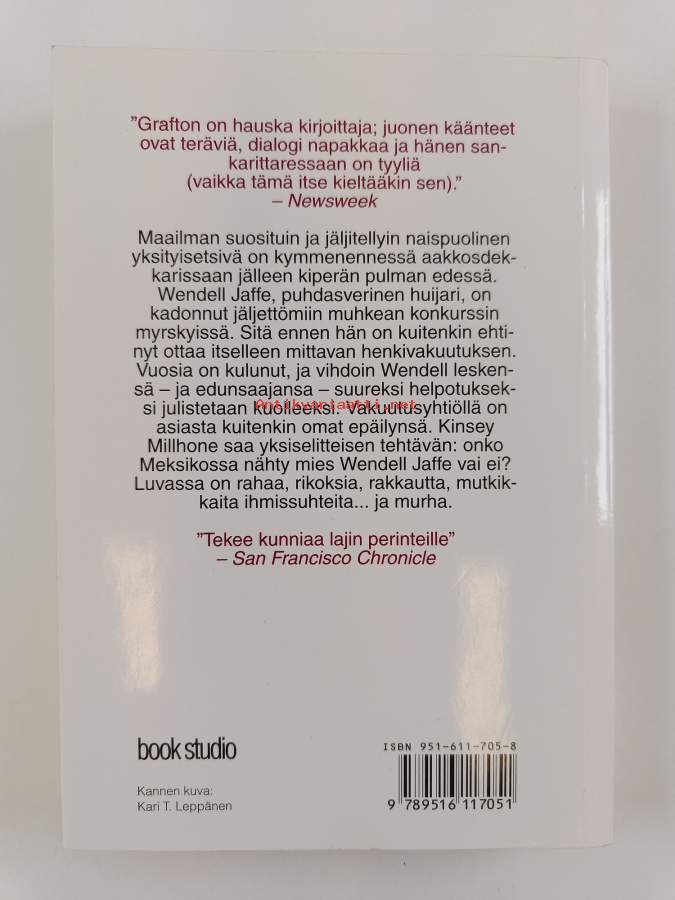 ”Grafton on hauska kirjoittaja; juonen käänteet
ovat teräviä, dialogi napakkaa ja hänen san-
karittaressaan on tyyliä
(vaikka tämä itse kieltääkin sen).”
– Newsweek
Maailman suosituin ja jäljitellyin naispuolinen
yksityisetsivä on kymmenennessä aakkosdek-
karissaan jälleen kiperän pulman edessä.
Wendell Jaffe, puhdasverinen huijari, on
kadonnut jäljettömiin muhkean konkurssin
myrskyissä. Sitä ennen hän on kuitenkin ehti-
nyt ottaa itselleen mittavan henkivakuutuksen.
Vuosia on kulunut, ja vihdoin Wendell lesken-
sä – ja edunsaajansa – suureksi helpotuksek-
si julistetaan kuolleeksi. Vakuutusyhtiöllä on
Antikvariaatti.net
asiasta kuitenkin omat epäilynsä. Kinsey
Millhone saa yksiselitteisen tehtävän: onko
Meksikossa nähty mies Wendell Jaffe vai ei?
Luvassa on rahaa, rikoksia, rakkautta, mutkik-
kaita ihmissuhteita... ja murha.
”Tekee kunniaa lajin perinteille”
– San Francisco Chronicle
book studio
Kannen kuva:
Kari T. Leppänen
ISBN 951-611-705-8
9 789516 117051